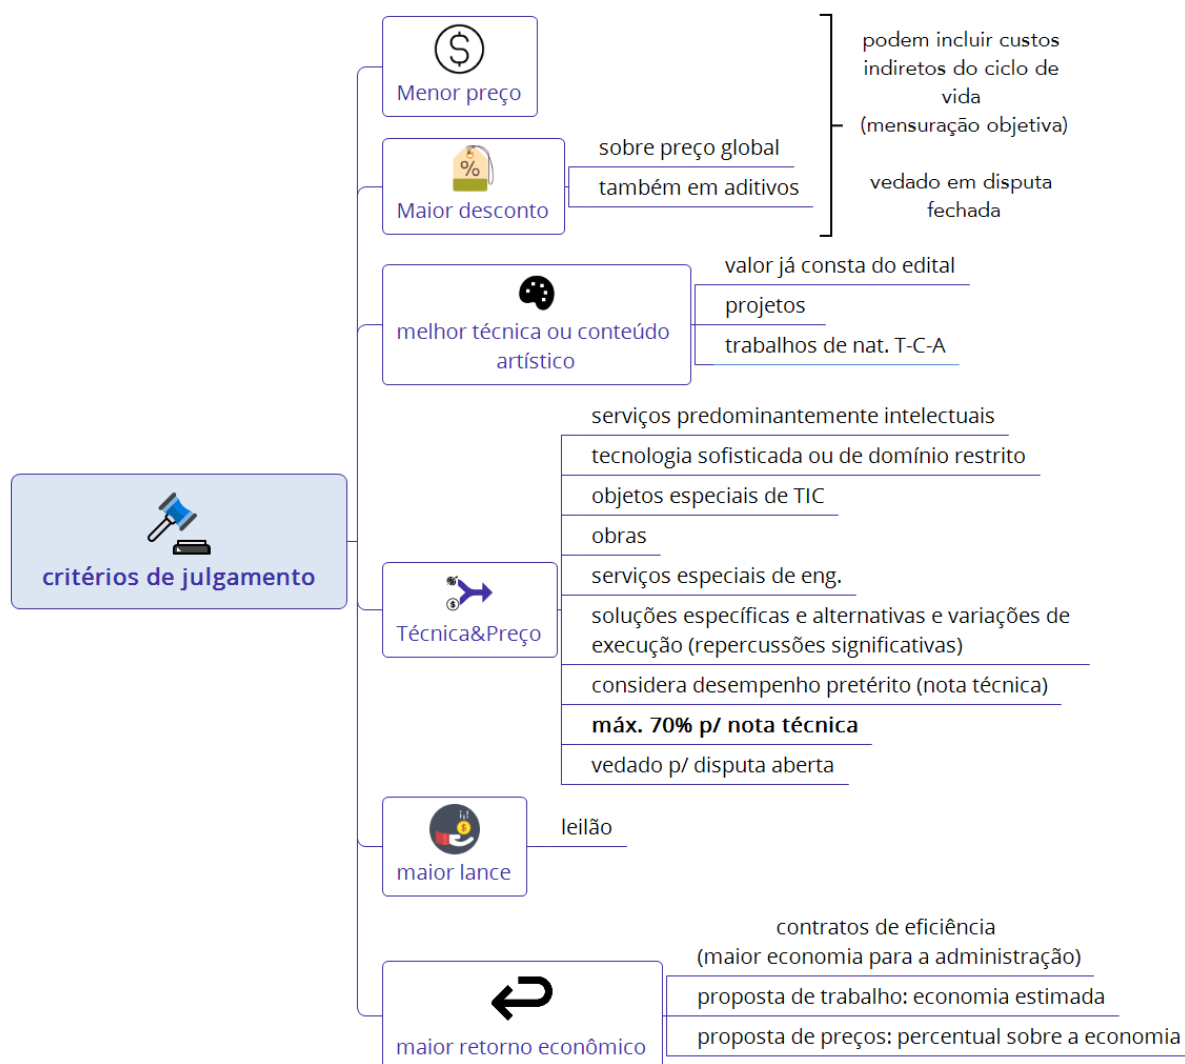 critérios de julgamento
Menor preço
Maior desconto
sobre preço global
também em aditivos
podem incluir custos
indiretos do ciclo de
vida
(mensuração objetiva)
vedado em disputa
fechada
melhor técnica ou conteúdo
artístico
valor já consta do edital
projetos
trabalhos de nat. T-C-A
Técnica&Preço
serviços predominantemente intelectuais
tecnologia sofisticada ou de domínio restrito
objetos especiais de TIC
obras
serviços especiais de eng.
soluções específicas e alternativas e variações de
execução (repercussões significativas)
considera desempenho pretérito (nota técnica)
máx. 70% p/ nota técnica
vedado p/ disputa aberta
maior lance
leilão
maior retorno econômico
contratos de eficiência
(maior economia para a administração)
proposta de trabalho: economia estimada
proposta de preços: percentual sobre a economia